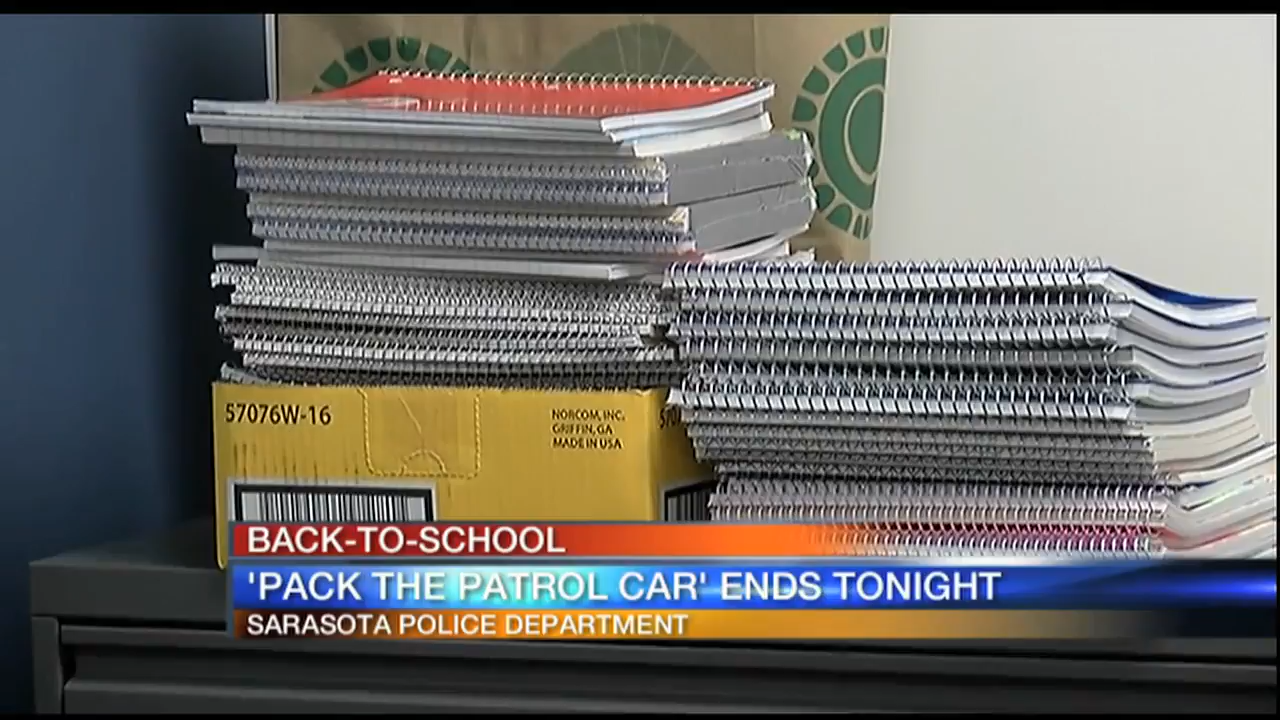 57076W-16
NORCOM, INC.
GRIFFIN, GA
MADE IN USA
BACK-TO-SCHOOL
'PACK THE PATROL CAR' ENDS TONIGHT
SARASOTA POLICE DEPARTMENT